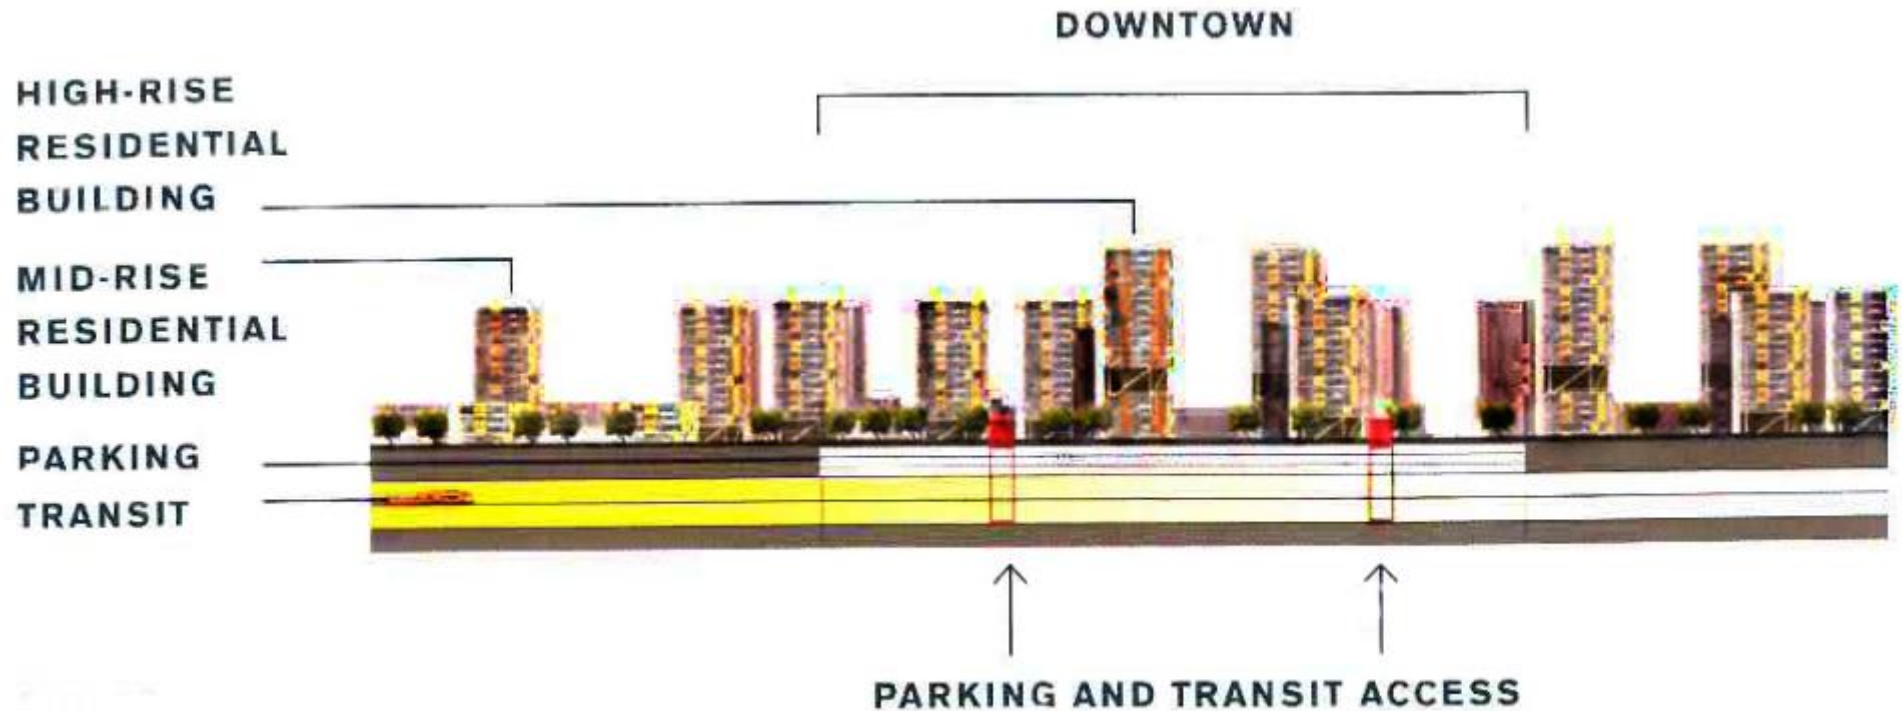 DOWNTOWN
HIGH-RISE
RESIDENTIAL
BUILDING
MID-RISE
RESIDENTIAL
BUILDING
PARKING
TRANSIT
PARKING AND TRANSIT ACCESS